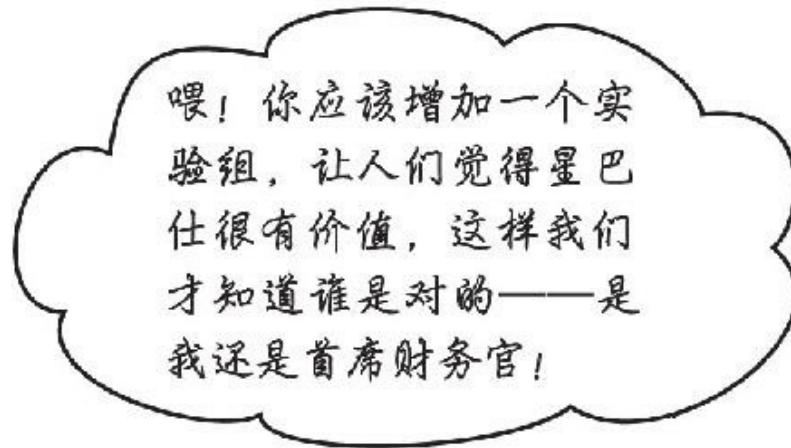 喂！你应该增加一个实
验组，让人们觉得星巴
仕很有价值，这样我们
才知道谁是对的——是
我还是首席财务官！